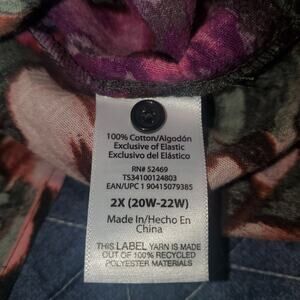 100% Cotton/Algodón
Exclusive of Elastic
Exclusivo del Elástico
RN# 52469
TS34100124803
EAN/UPC 1 90415079385
2X (20W-22W)
Made In/Hecho En
China
THIS LABEL YARN IS MADE
OUT OF 100% RECYCLED
POLYESTER MATERIALS